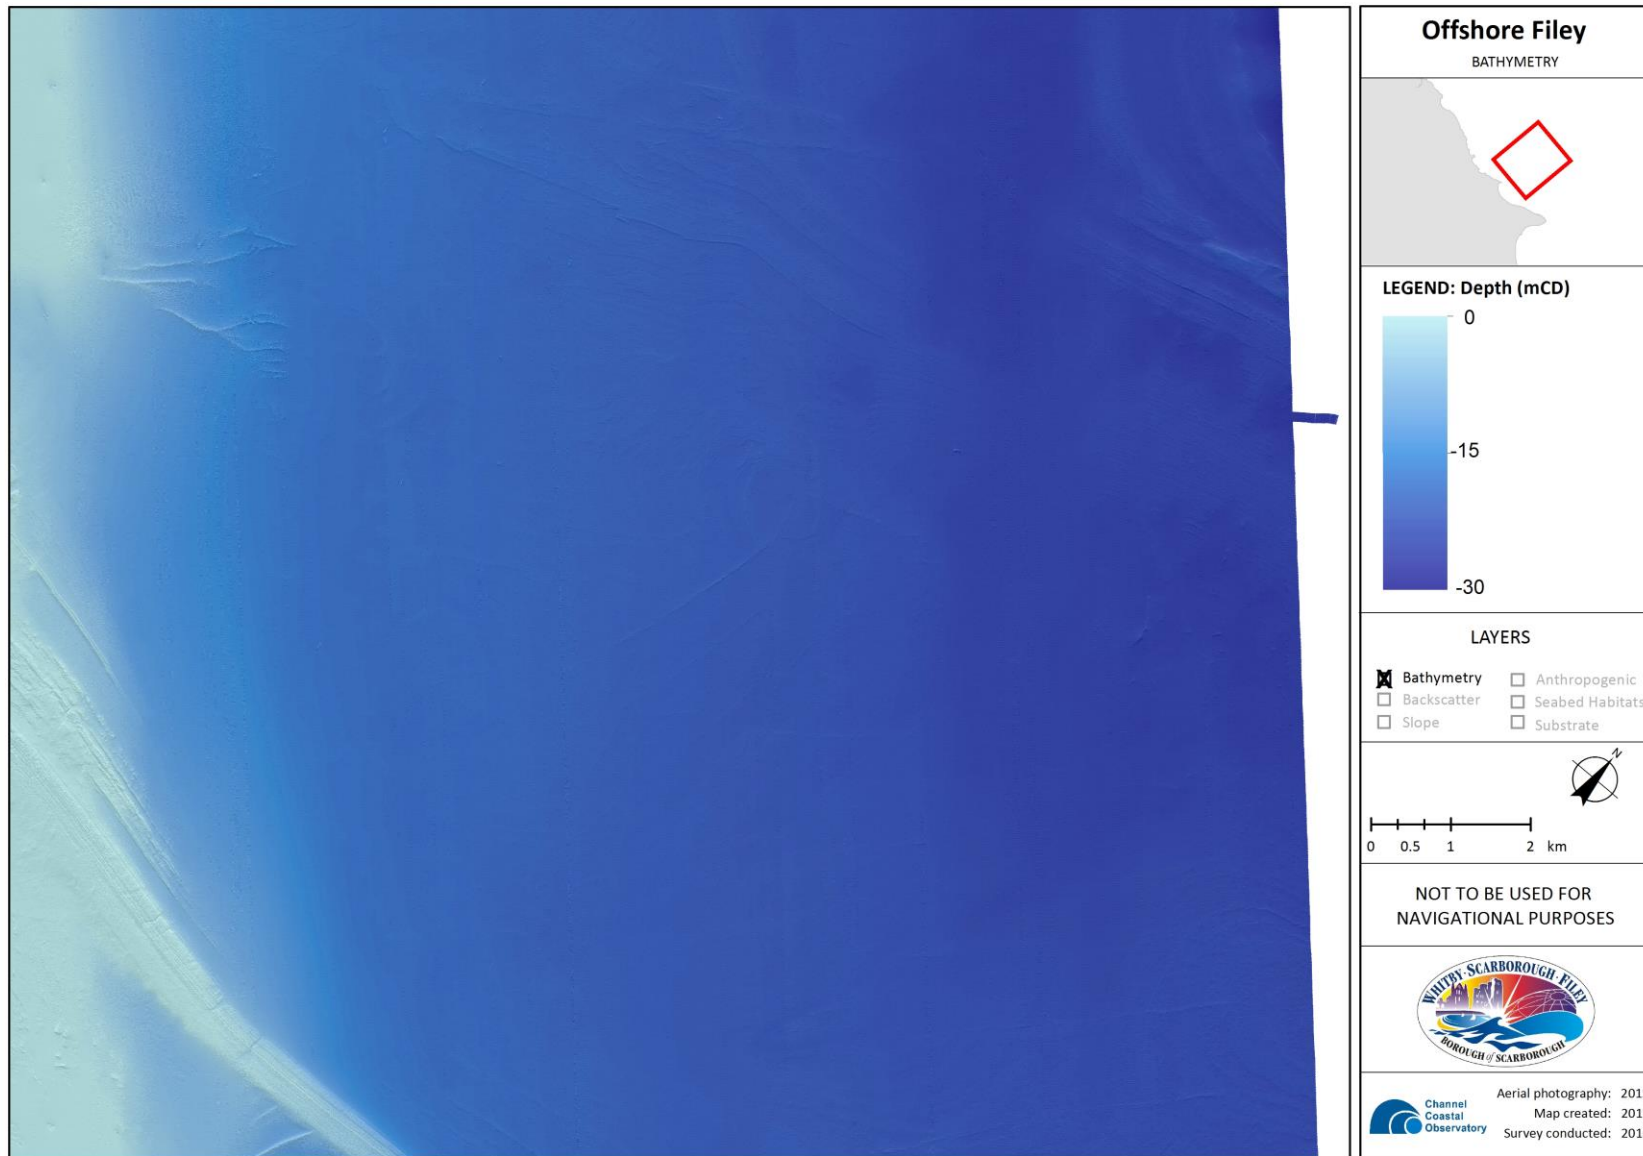 Offshore Filey
BATHYMETRY
LEGEND: Depth (mCD)
0
-15
-30
LAYERS
Bathymetry
Anthropogenic
Backscatter
Seabed Habitats
Slope
Substrate
N
0 0.5 1 2 km
NOT TO BE USED FOR
NAVIGATIONAL PURPOSES
WHITBY·SCARBOROUGH·FILEY
BOROUGH of SCARBOROUGH
Channel
Coastal
Observatory
Aerial photography: 201
Map created: 201
Survey conducted: 201